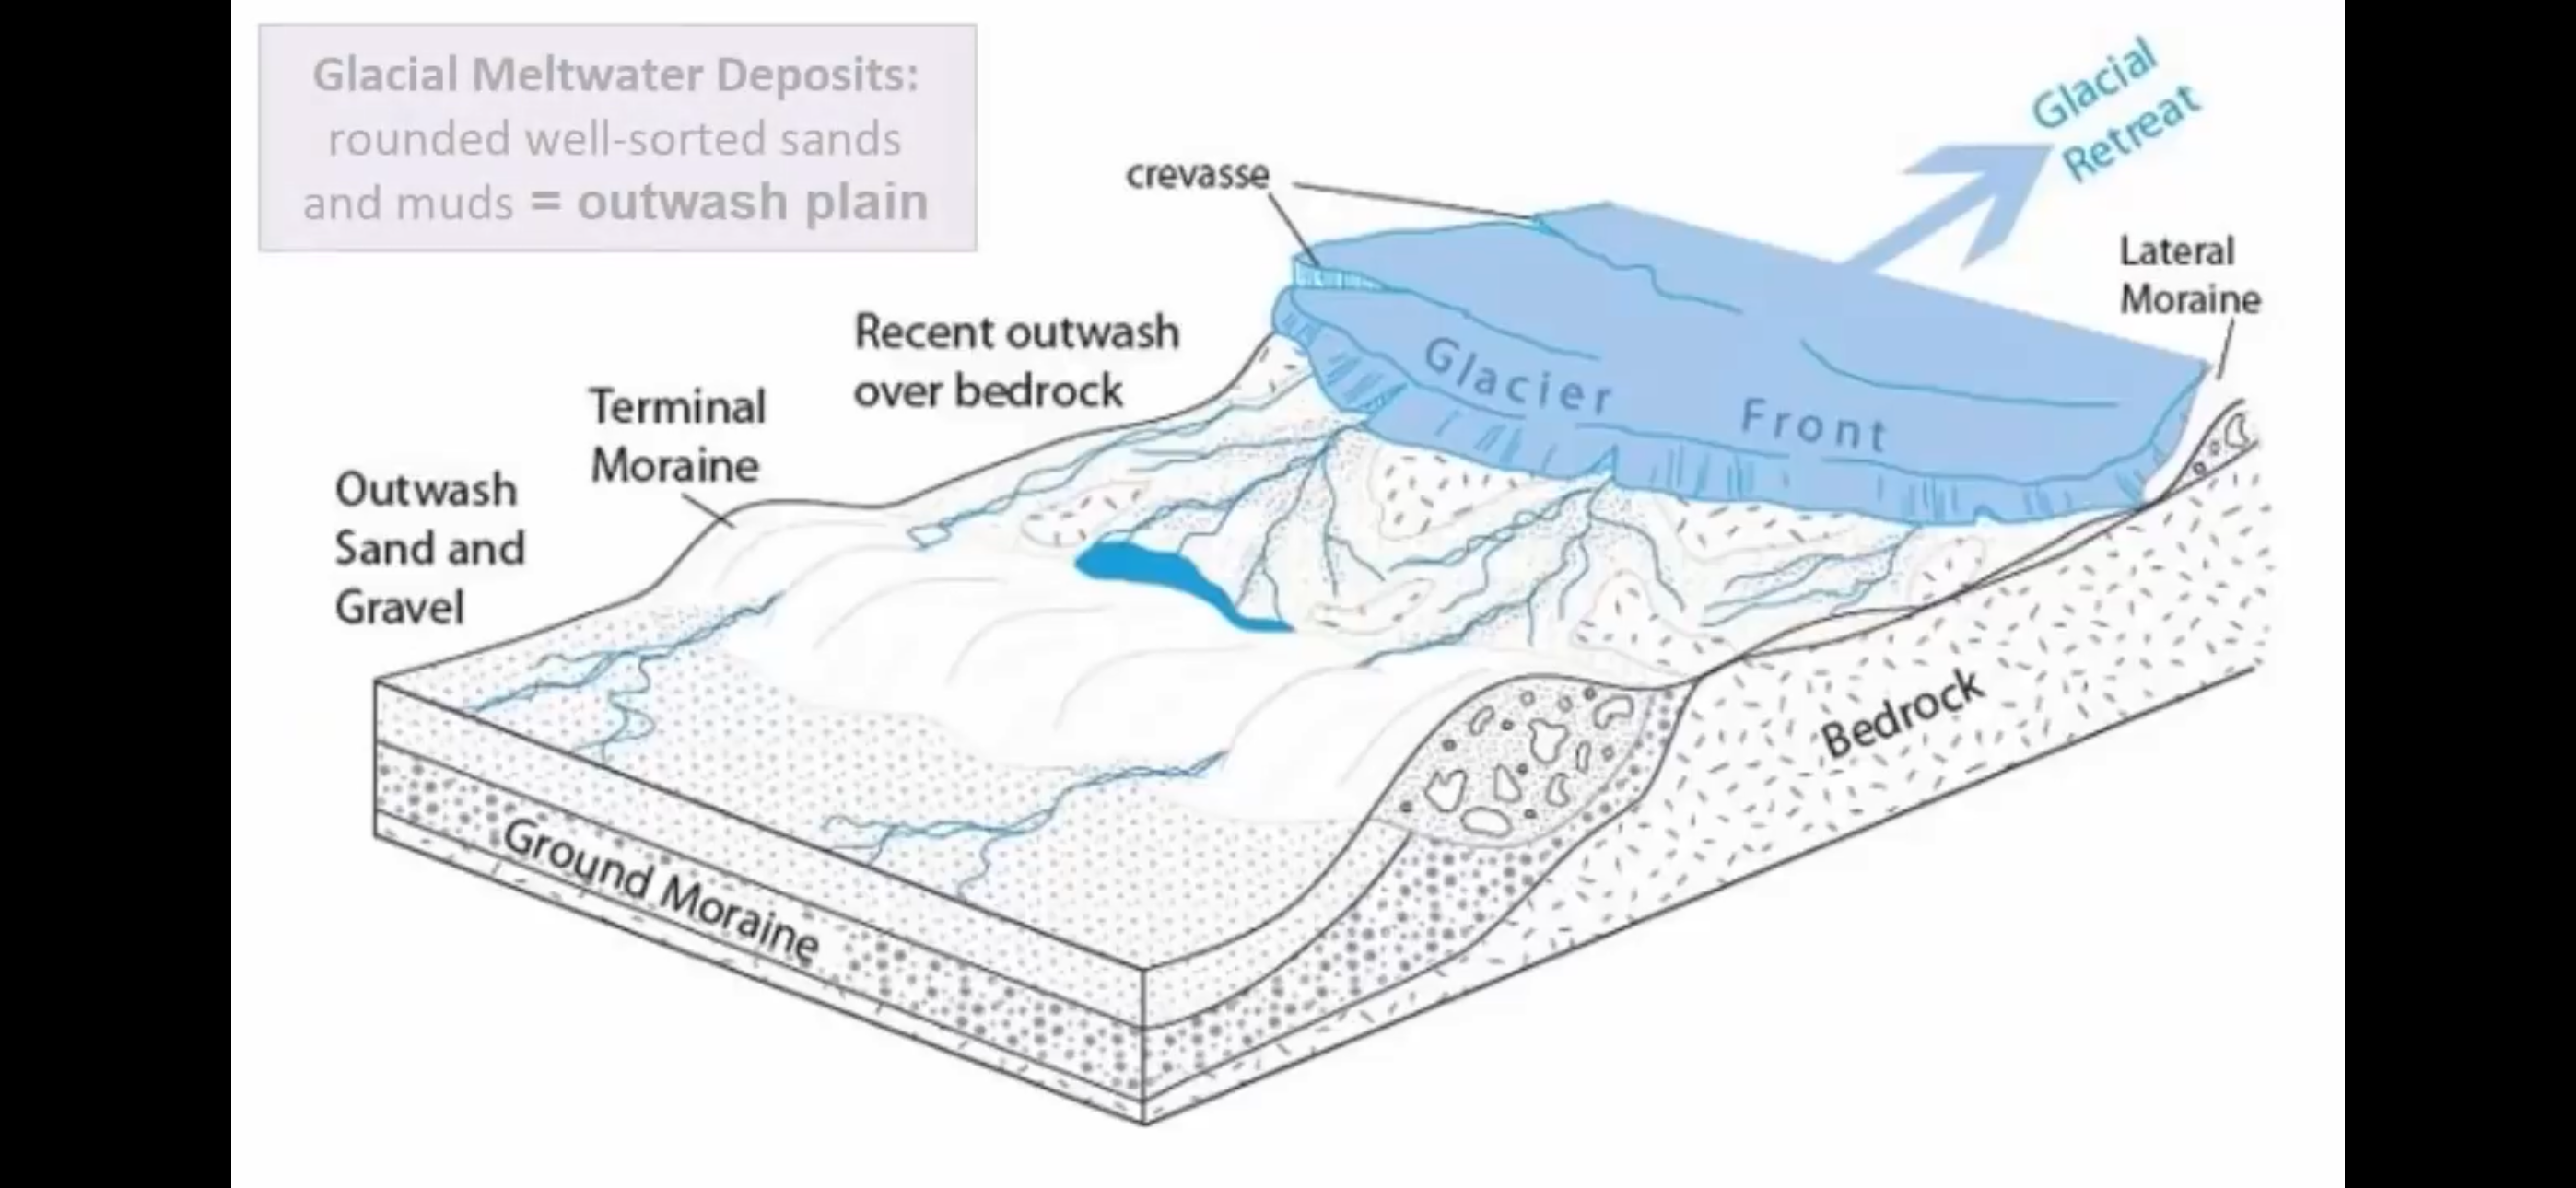 Glacial Meltwater Deposits:
rounded well-sorted sands
and muds = outwash plain
Glacial
Retreat
crevasse
Lateral
Moraine
Recent outwash
over bedrock
Terminal
Moraine
Outwash
Sand and
Gravel
Glacier Front
Bedrock
Ground Moraine